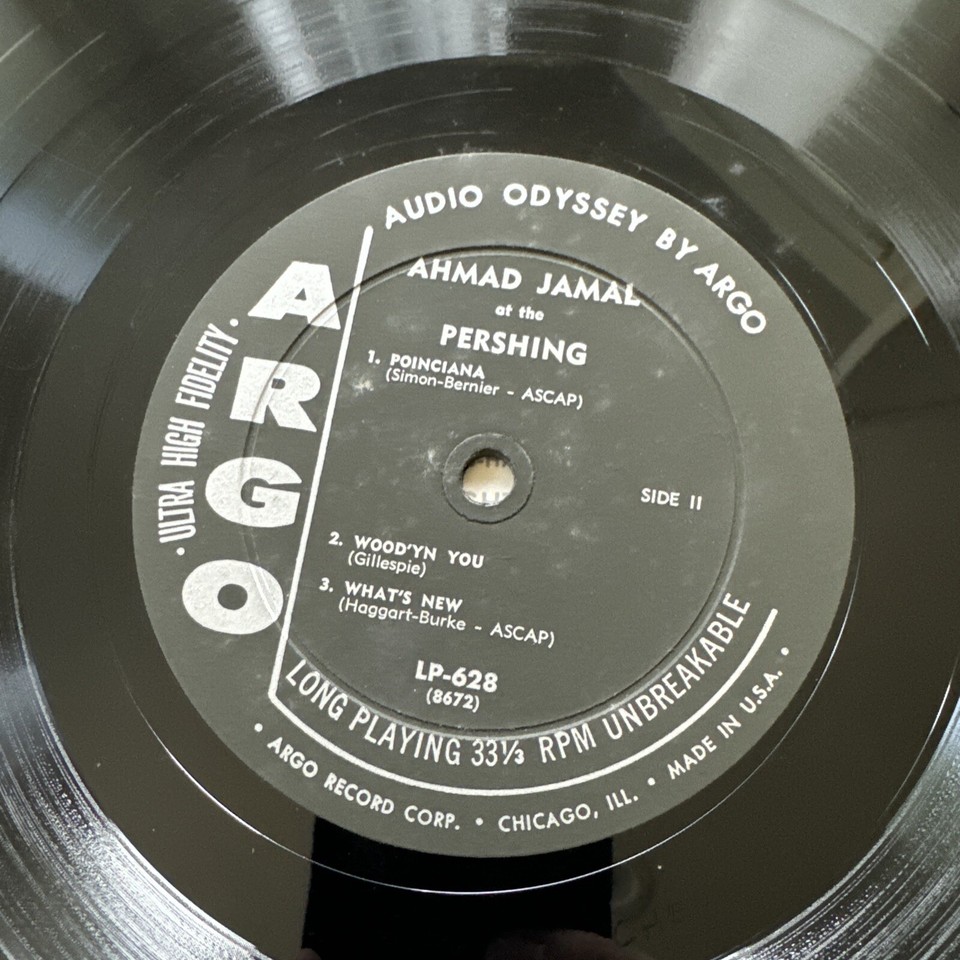 AUDIO ODYSSEY BY ARGO
ARGO
• ULTRA HIGH FIDELITY •
AHMAD JAMAL
at the
PERSHING
1. POINCIANA
(Simon-Bernier - ASCAP)
SIDE II
2. WOOD'YN YOU
(Gillespie)
3. WHAT'S NEW
(Haggart-Burke - ASCAP)
LP-628
(8672)
LONG PLAYING 33⅓ RPM UNBREAKABLE
• ARGO RECORD CORP. • CHICAGO, ILL. • MADE IN U.S.A. •